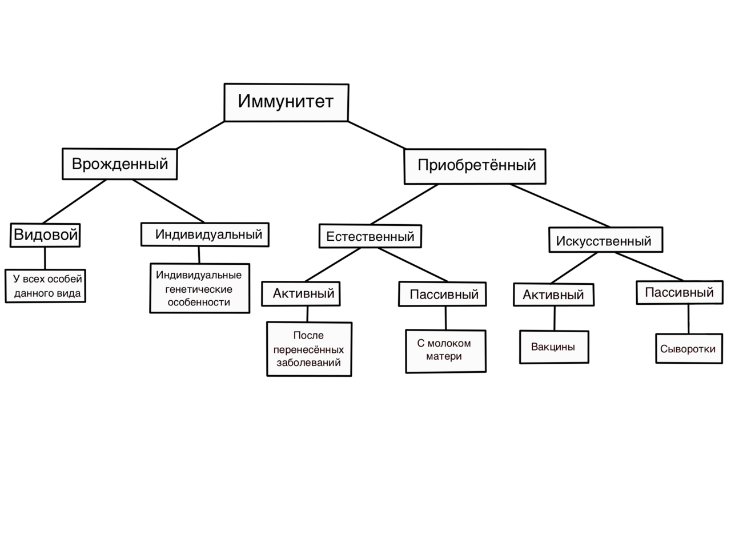 Иммунитет
Врожденный
Приобретённый
Видовой
Индивидуальный
Естественный
Искусственный
У всех особей
данного вида
Индивидуальные
генетические
особенности
Активный
Пассивный
Активный
Пассивный
После
перенесённых
заболеваний
С молоком
матери
Вакцины
Сыворотки